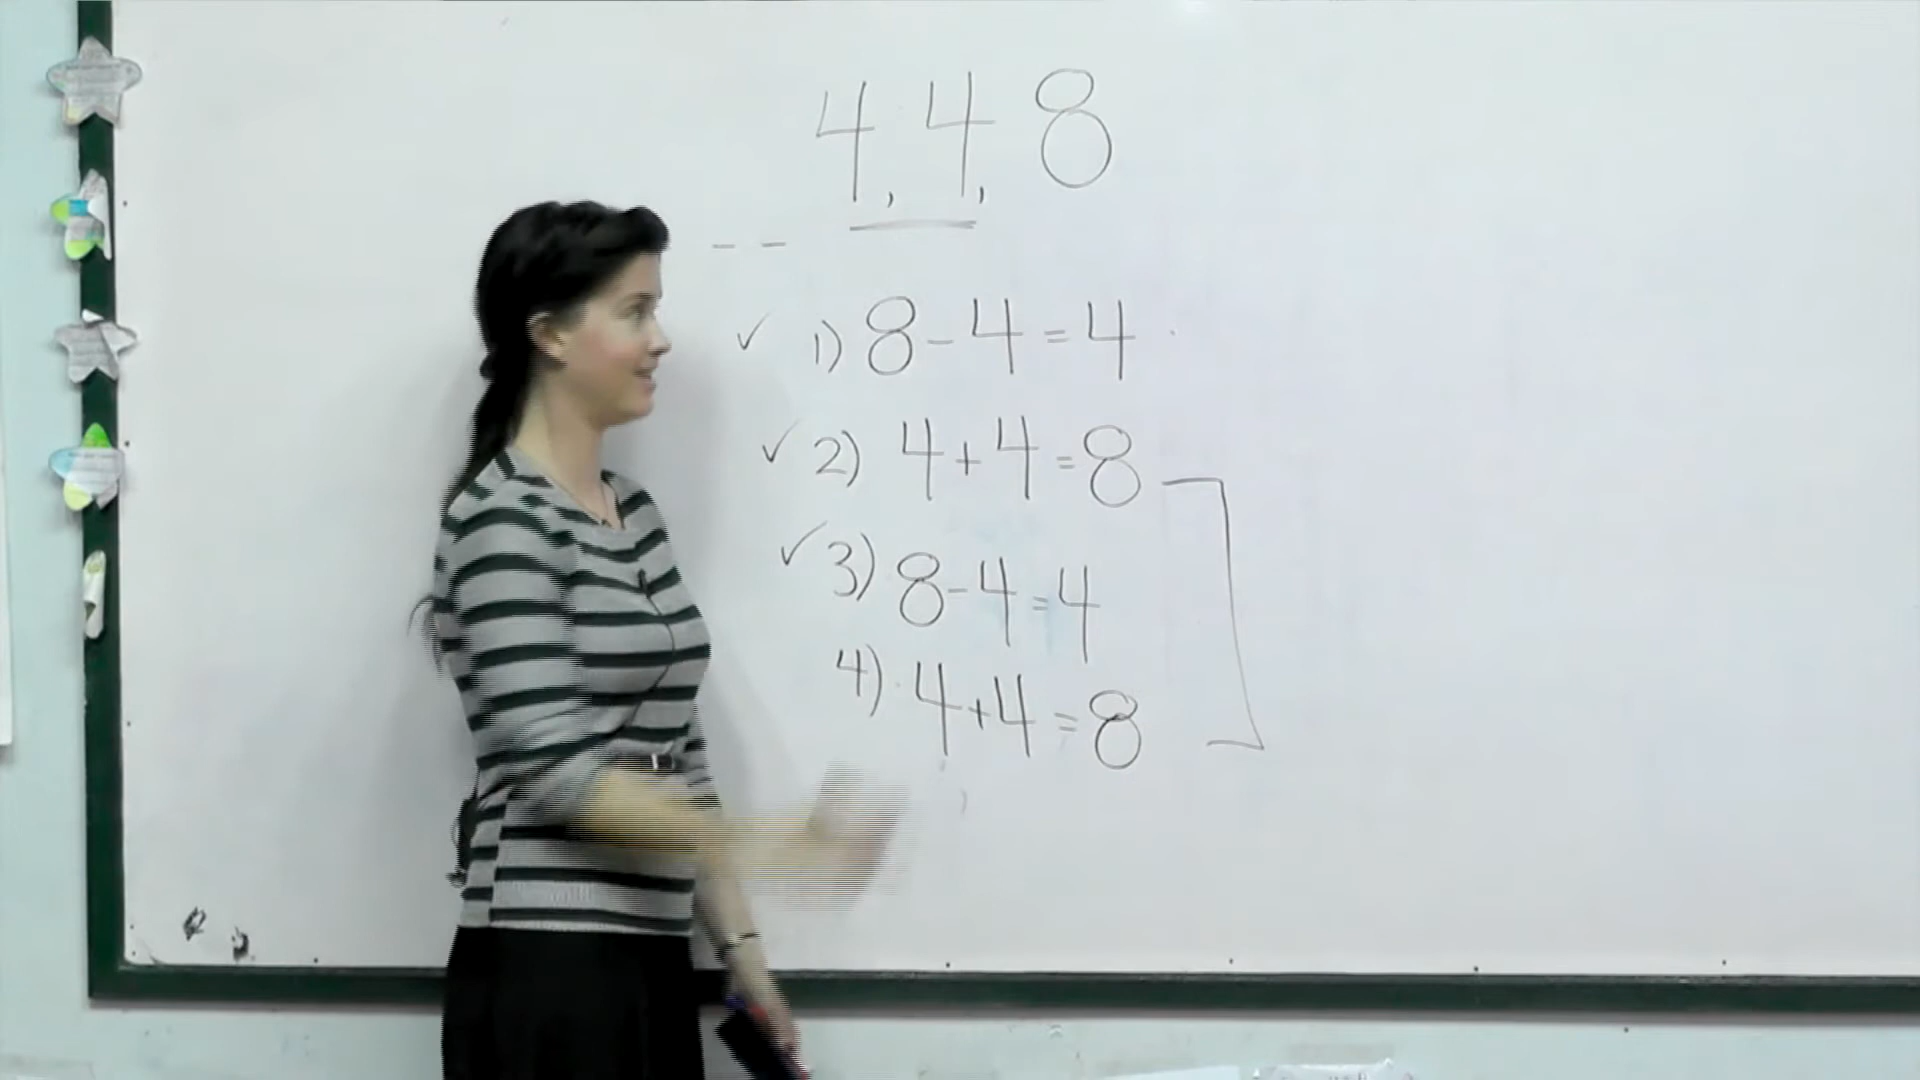 4, 4, 8
1) 8-4=4
2) 4+4=8
3) 8-4=4
4) 4+4=8